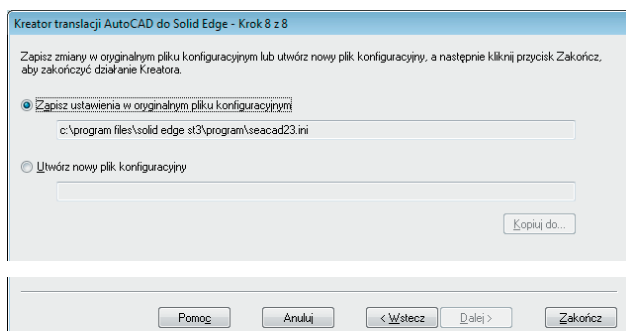 Kreator translacji AutoCAD do Solid Edge - Krok 8 z 8
Zapisz zmiany w oryginalnym pliku konfiguracyjnym lub utwórz nowy plik konfiguracyjny, a następnie kliknij przycisk Zakończ,
aby zakończyć działanie Kreatora.
Zapisz ustawienia w oryginalnym pliku konfiguracyjnym
c:\program files\solid edge st3\program\seacad23.ini
Utwórz nowy plik konfiguracyjny
Kopiuj do...
Pomoc Anuluj < Wstecz Dalej > Zakończ